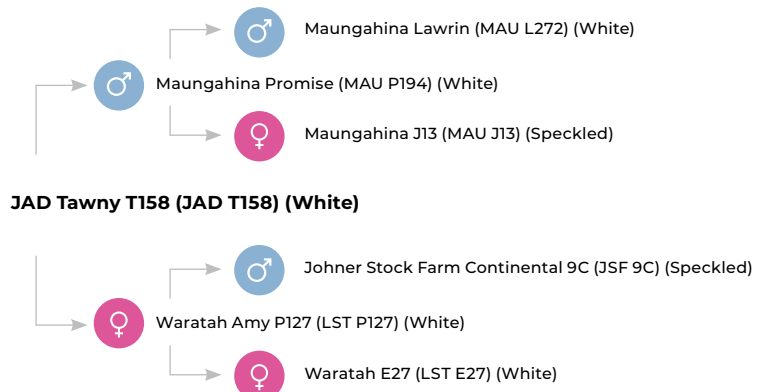 Maungahina Lawrin (MAU L272) (White)
Maungahina Promise (MAU P194) (White)
Maungahina J13 (MAU J13) (Speckled)
JAD Tawny T158 (JAD T158) (White)
Johner Stock Farm Continental 9C (JSF 9C) (Speckled)
Waratah Amy P127 (LST P127) (White)
Waratah E27 (LST E27) (White)